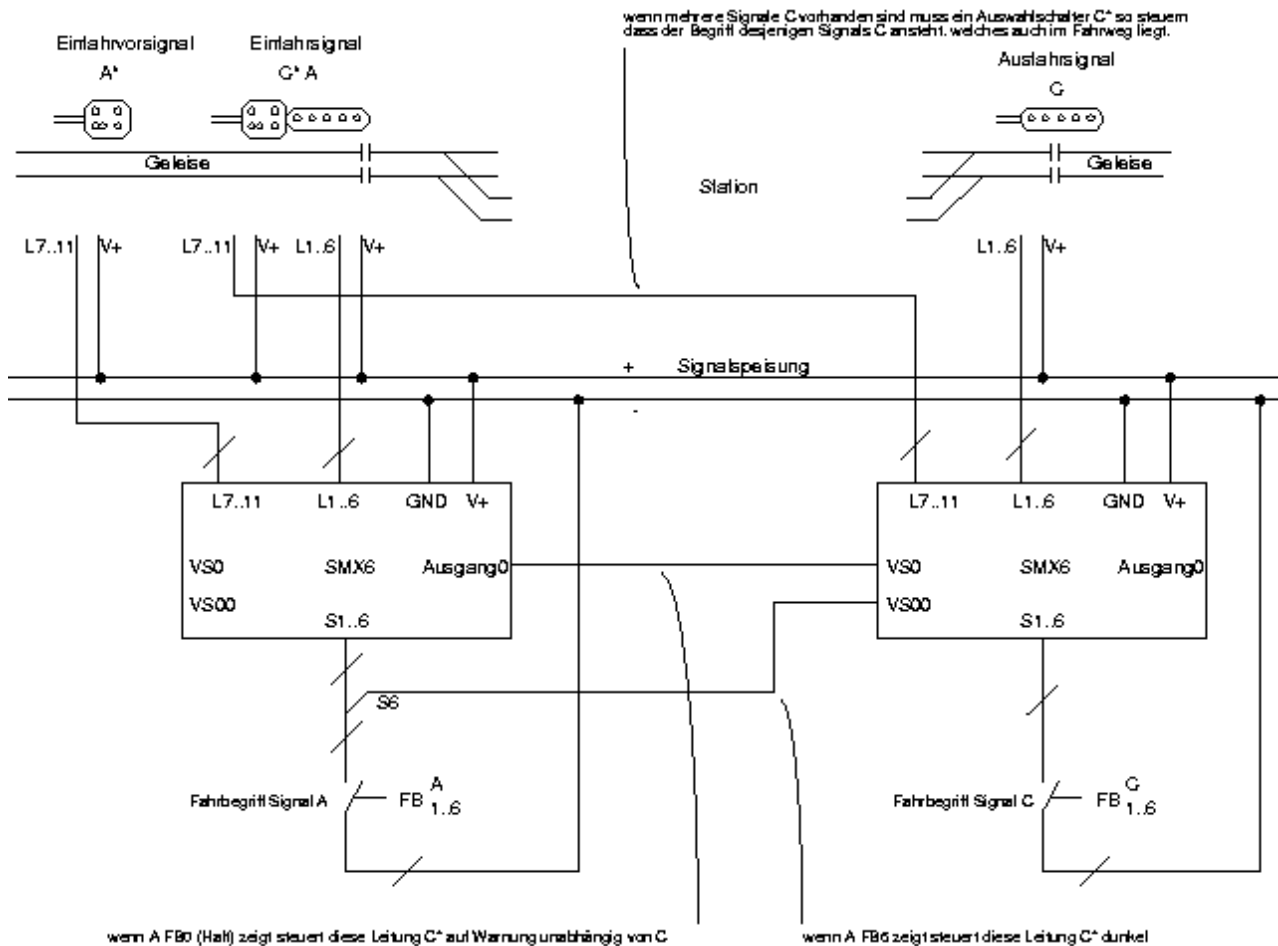 wenn mehrere Signale C vorhanden sind muss ein Auswahlschalter C* so steuern
dass der Begriff desjenigen Signals C ansteht, welches auch im Fahrweg liegt.
Einfahrvorsignal
A*
Einfahrsignal
C* A
Ausfahrsignal
C
Geleise
Station
Geleise
L7..11 V+ L7..11 V+ L1..6 V+ L1..6 V+
+ Signalspeisung
-
L7..11 L1..6 GND V+
VS0 SMX6 Ausgang0
VS00
S1..6
L7..11 L1..6 GND V+
VS0 SMX6 Ausgang0
VS00
S1..6
S6
Fahrbegriff Signal A
FB A 1..6
Fahrbegriff Signal C
FB C 1..6
wenn A FB0 (Halt) zeigt steuert diese Leitung C* auf Warnung unabhängig von C
wenn A FB6 zeigt steuert diese Leitung C* dunkel